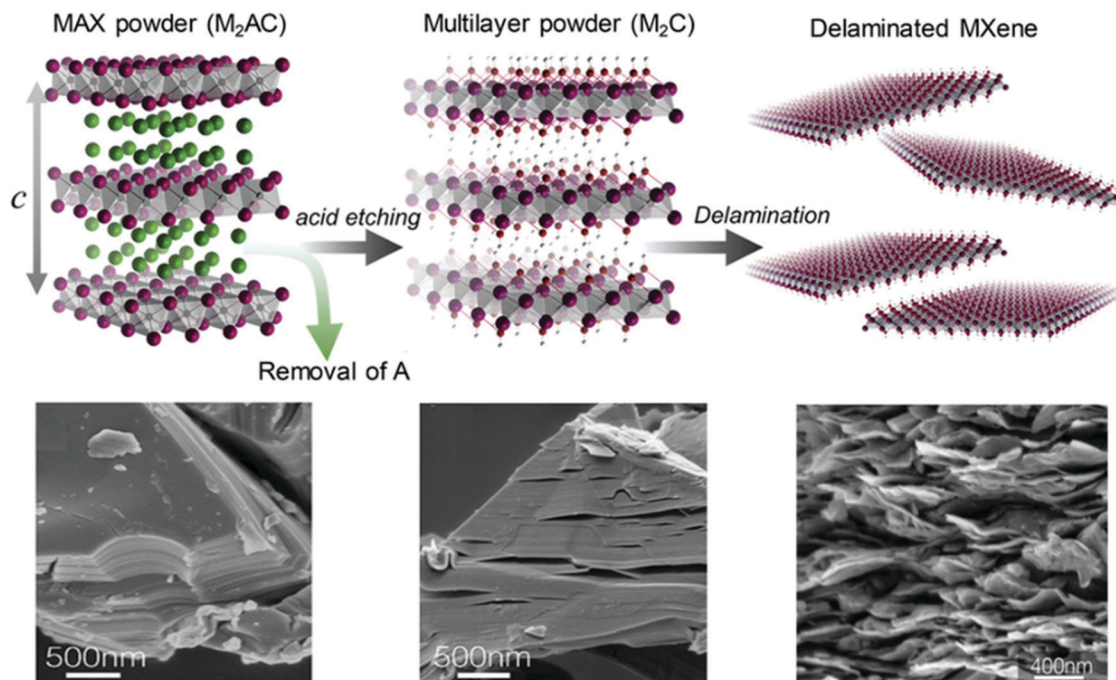 MAX powder (M₂AC)
Multilayer powder (M₂C)
Delaminated MXene
c
acid etching
Delamination
Removal of A
500nm
500nm
400nm